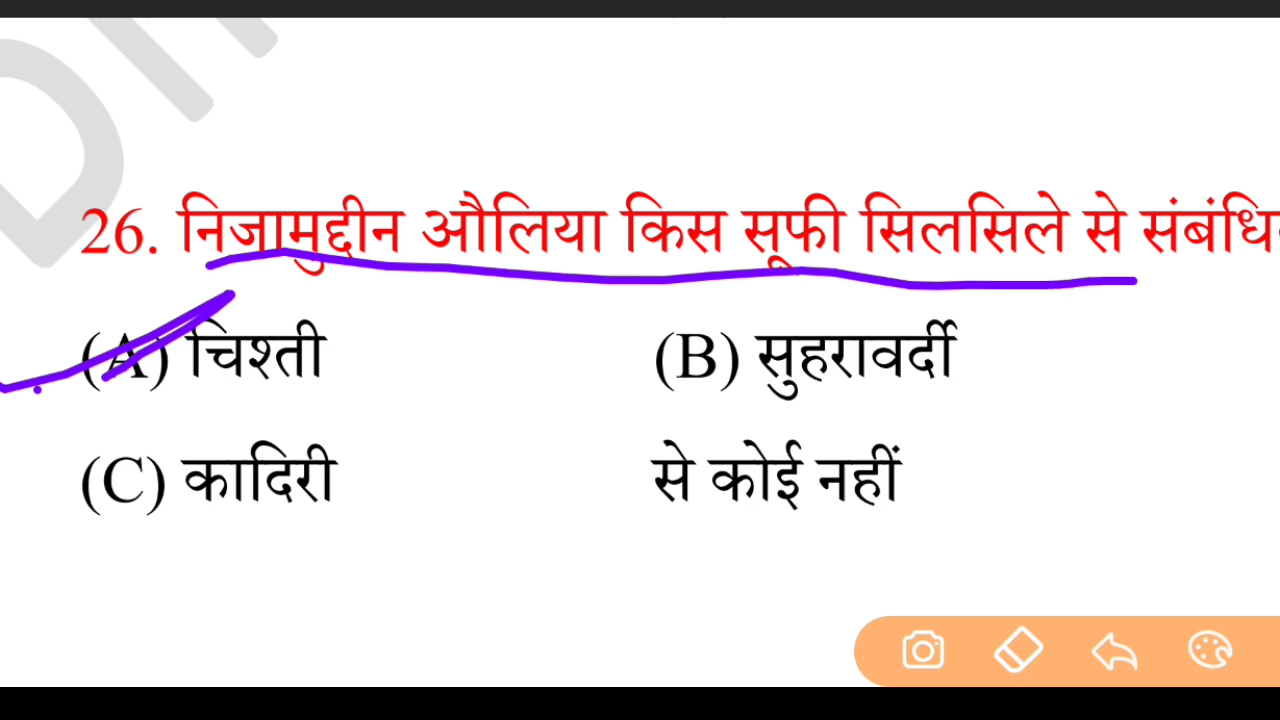 26. निजामुद्दीन औलिया किस सूफी सिलसिले से
(A) चिश्ती (B) सुहरावर्दी
(C) कादिरी से कोई नहीं